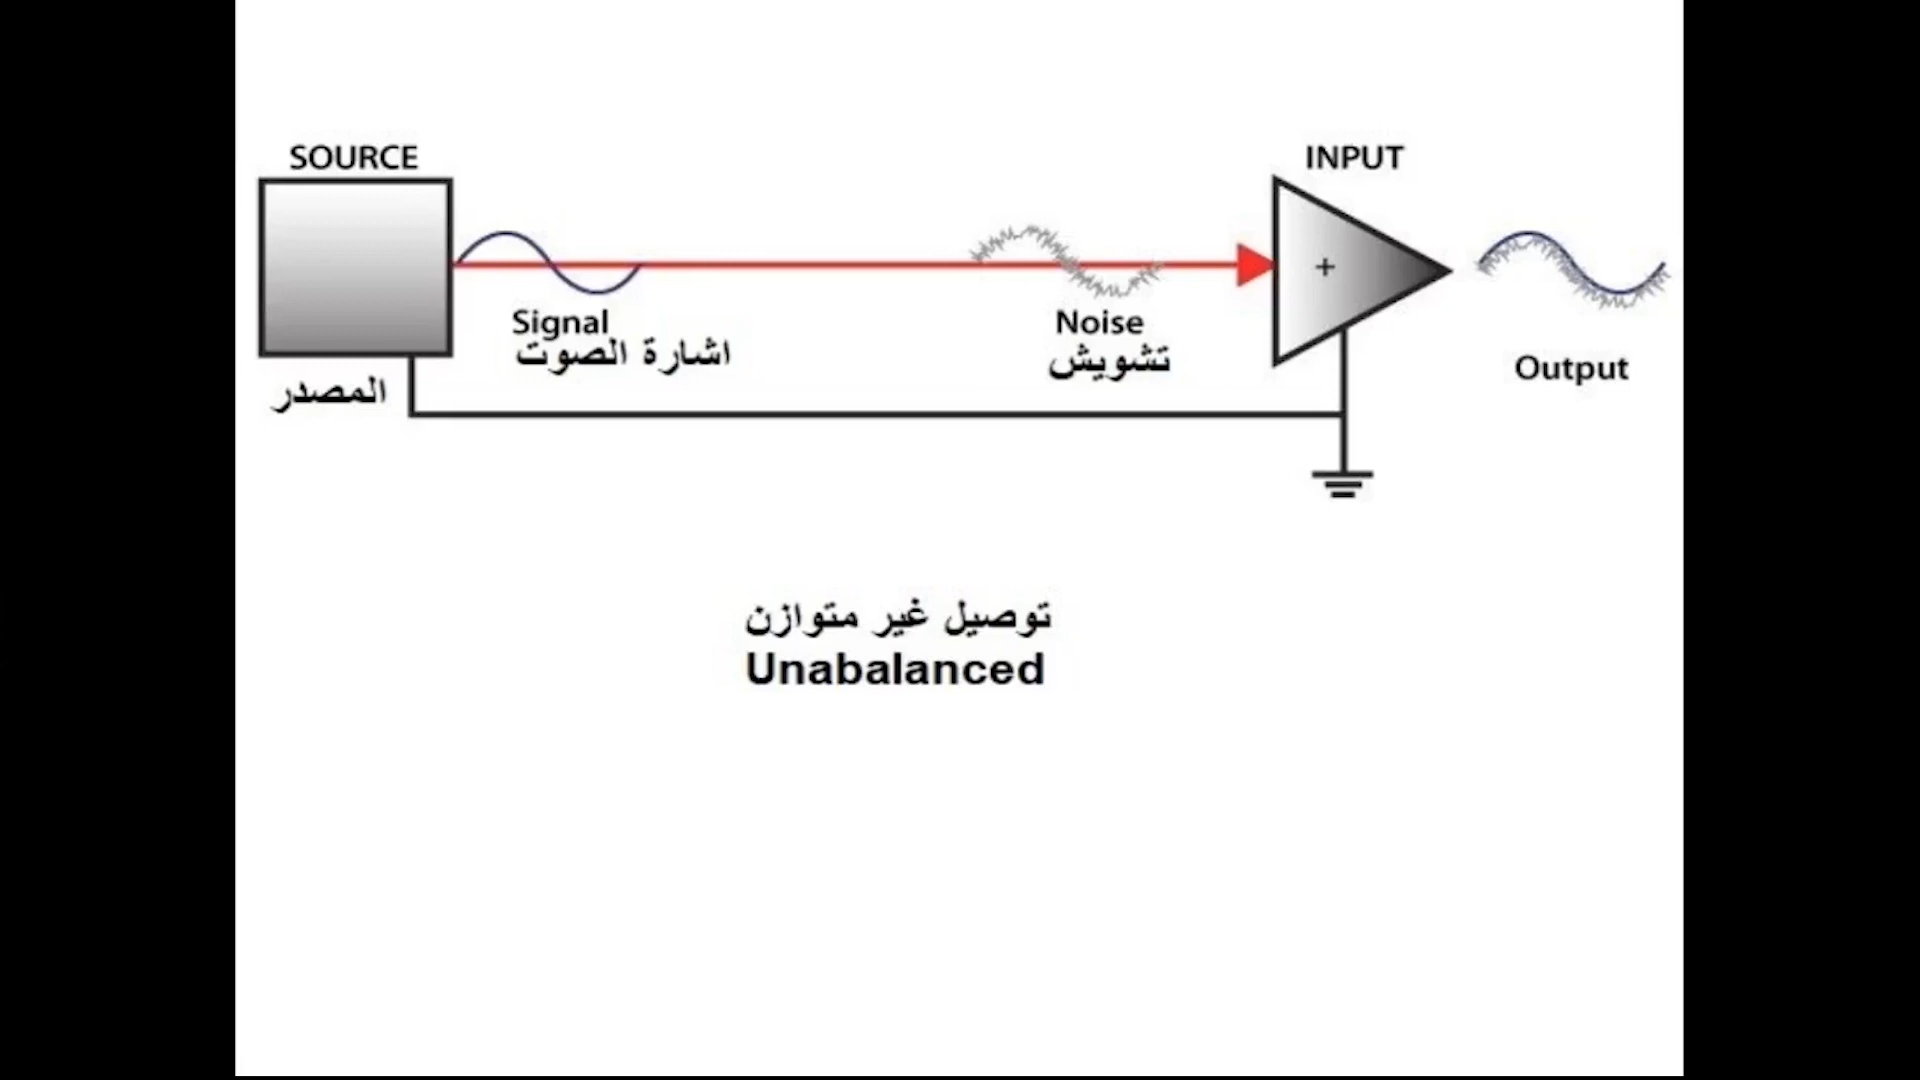 SOURCE
INPUT
Signal
اشارة الصوت
Noise
تشويش
+
Output
المصدر
توصيل غير متوازن
Unabalanced